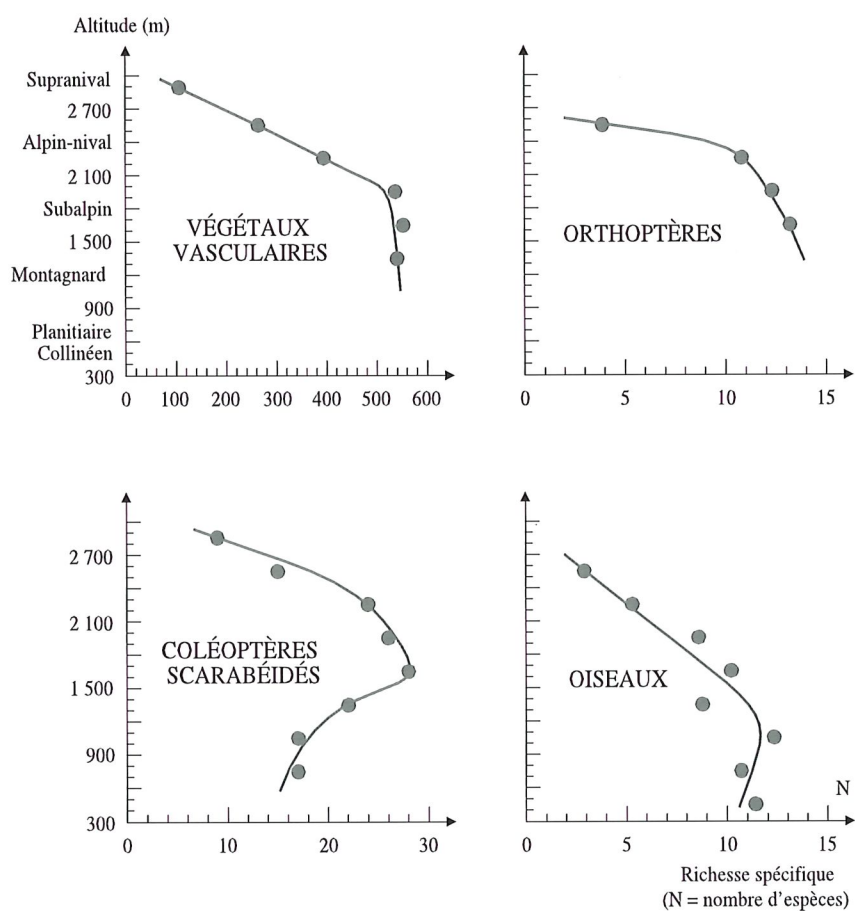 Altitude (m)
Supranival
2 700
Alpin-nival
2 100
Subalpin
1 500
Montagnard
900
Planitiaire
Collinéen
300
VÉGÉTAUX
VASCULAIRES
0 100 200 300 400 500 600
ORTHOPTÈRES
0 5 10 15
2 700
2 100
1 500
900
300
COLÉOPTÈRES
SCARABÉIDÉS
0 10 20 30
OISEAUX
N
0 5 10 15
Richesse spécifique
(N = nombre d'espèces)